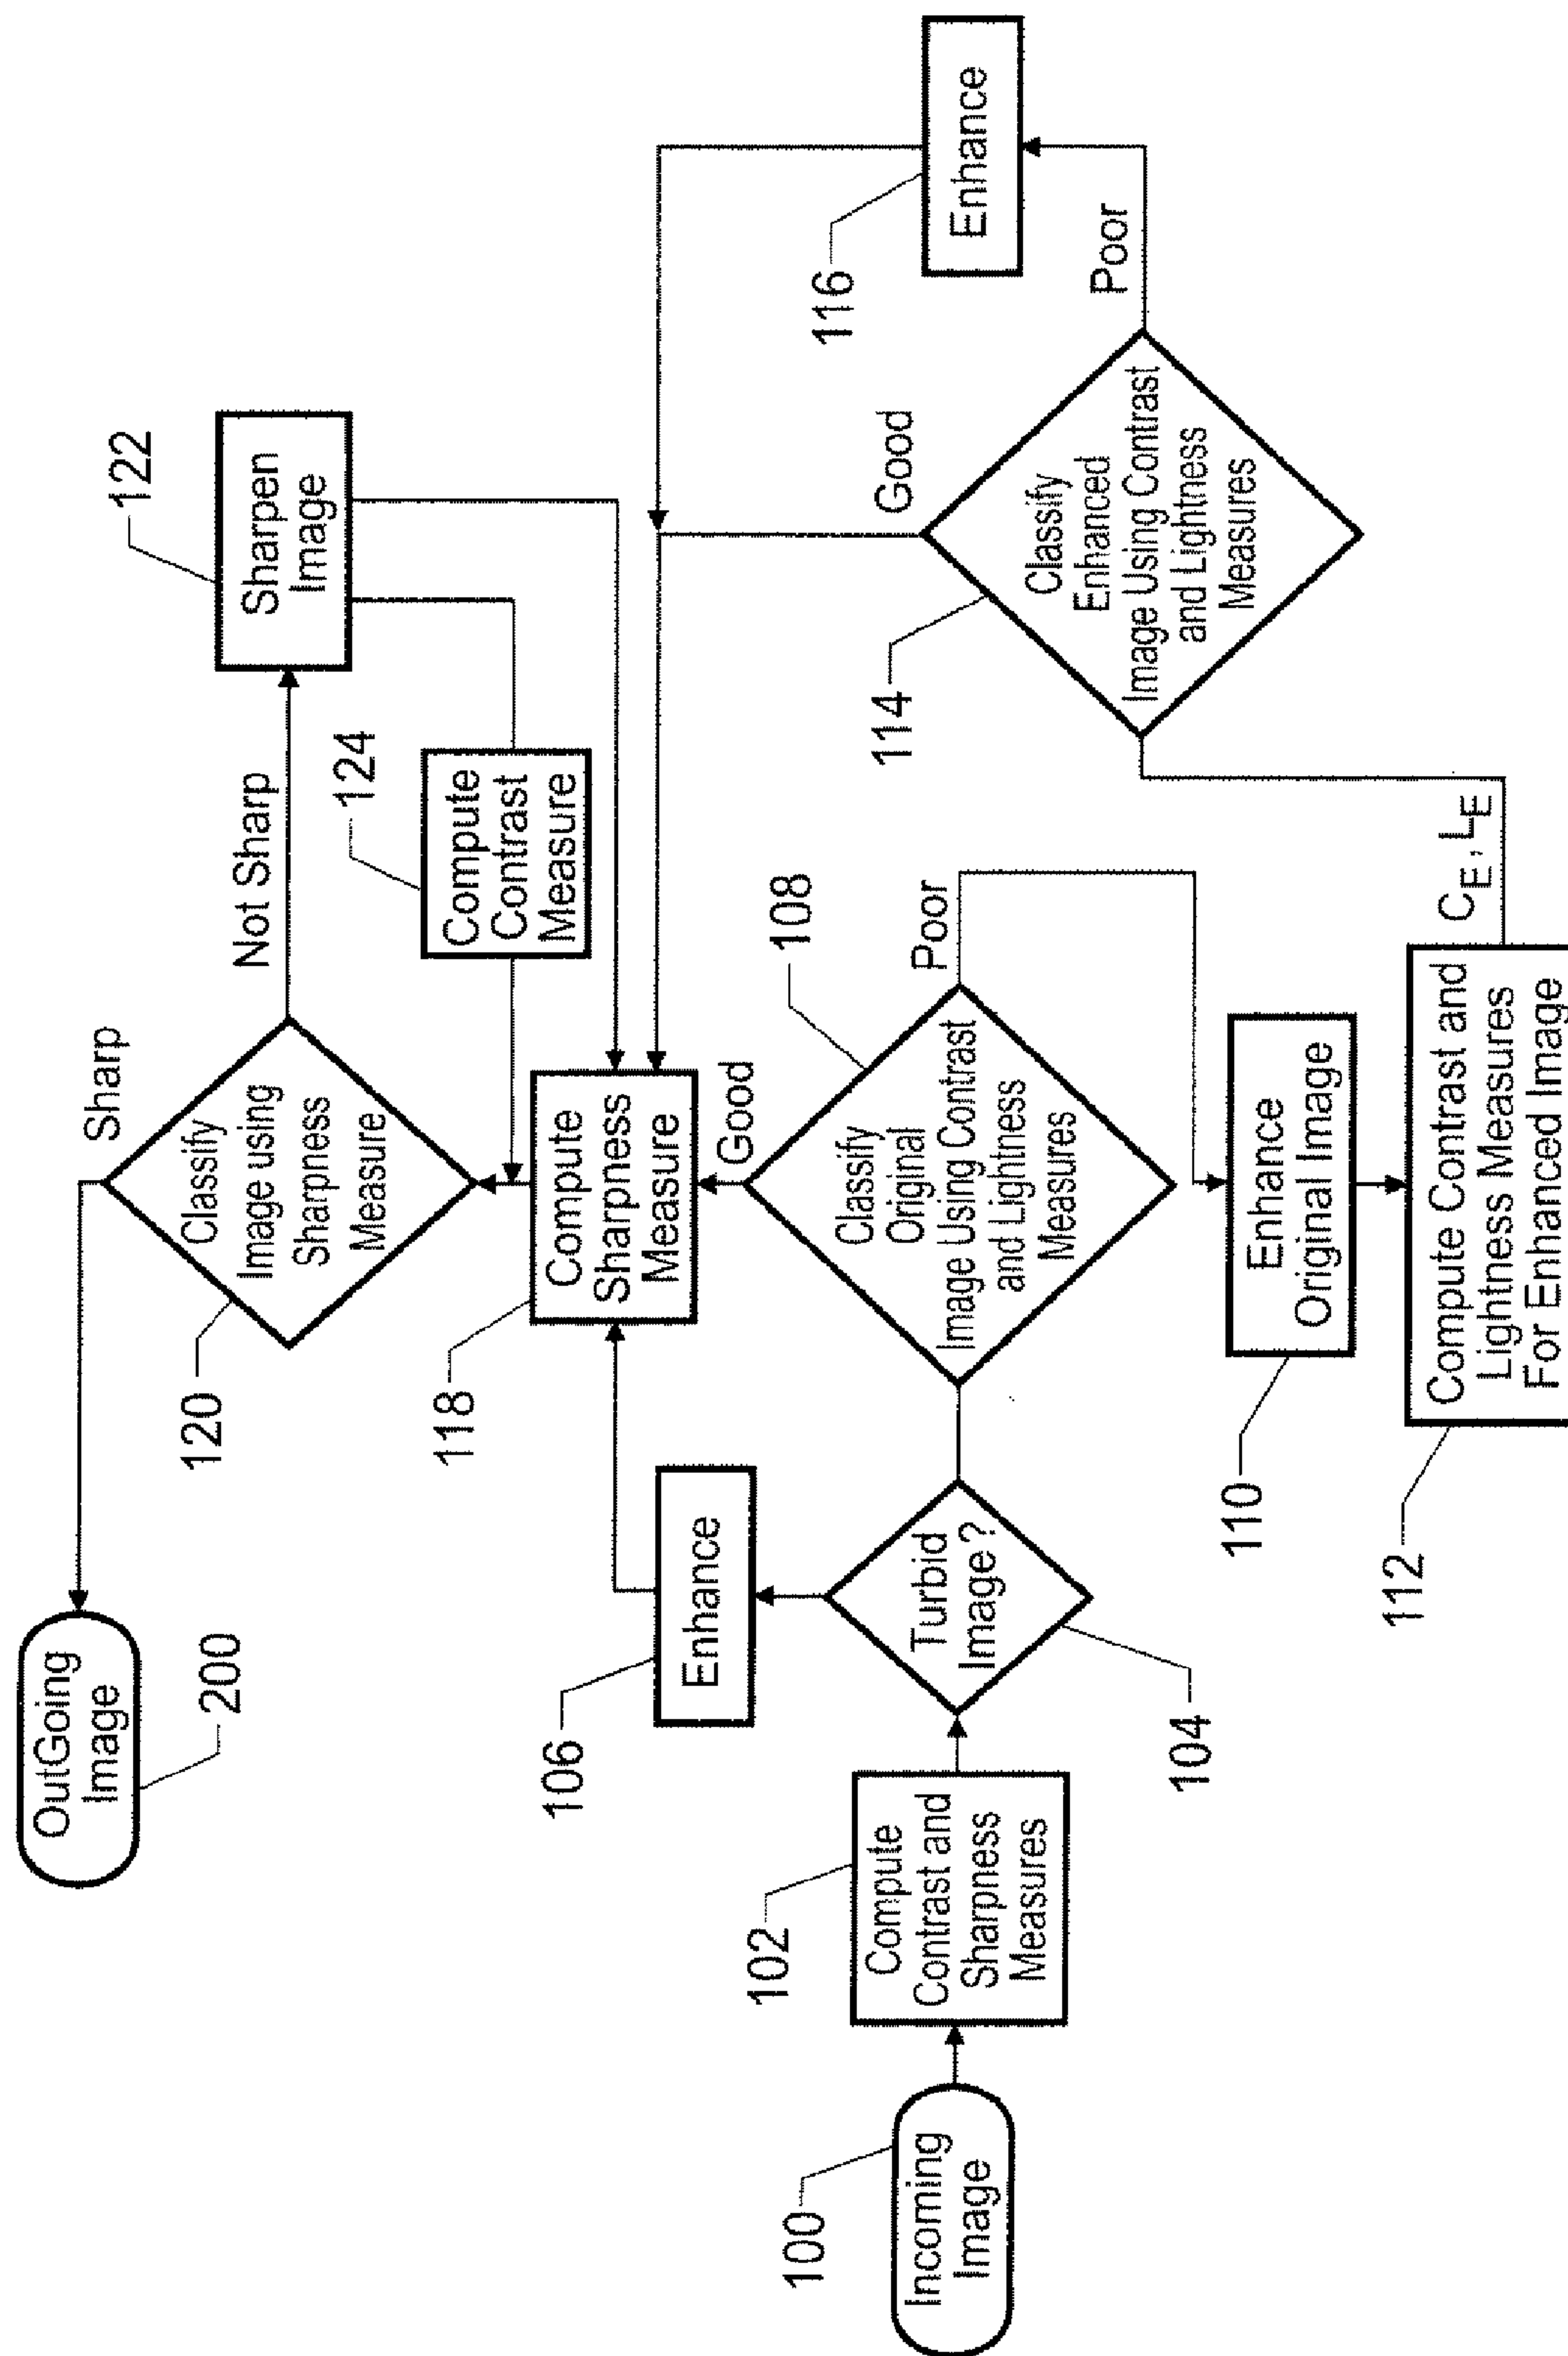 OutGoing
Image
200
Sharp
120
Classify
Image using
Sharpness
Measure
Not Sharp
122
Sharpen
Image
124
Compute
Contrast
Measure
118
Compute
Sharpness
Measure
106
Enhance
Good
100
Incoming
Image
102
Compute
Contrast and
Sharpness
Measures
104
Turbid
Image?
108
Classify
Original
Image Using Contrast
and Lightness
Measures
Poor
110
Enhance
Original Image
112
Compute Contrast and
Lightness Measures
For Enhanced Image
CE, LE
114
Classify
Enhanced
Image Using Contrast
and Lightness
Measures
Good
Poor
116
Enhance